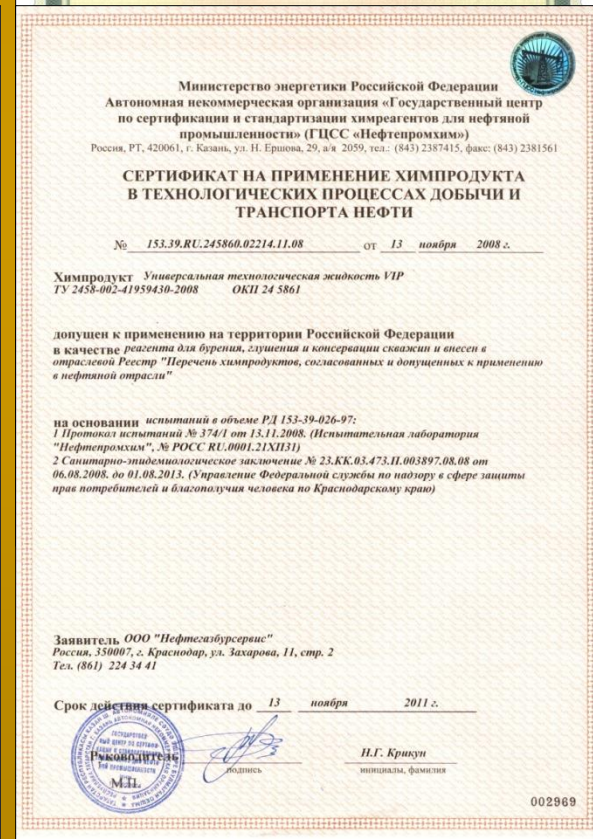 Министерство энергетики Российской Федерации
Автономная некоммерческая организация «Государственный центр
по сертификации и стандартизации химреагентов для нефтяной
промышленности» (ГЦСС «Нефтепромхим»)
Россия, РТ, 420061, г. Казань, ул. Н. Ершова, 29, а/я 2059, тел.: (843) 2387415, факс: (843) 2381561
СЕРТИФИКАТ НА ПРИМЕНЕНИЕ ХИМПРОДУКТА
В ТЕХНОЛОГИЧЕСКИХ ПРОЦЕССАХ ДОБЫЧИ И
ТРАНСПОРТА НЕФТИ
№ 153.39.RU.245860.02214.11.08 от 13 ноября 2008 г.
Химпродукт Универсальная технологическая жидкость VIP
ТУ 2458-002-41959430-2008 ОКП 24 5861
допущен к применению на территории Российской Федерации
в качестве реагента для бурения, глушения и консервации скважин и внесен в
отраслевой Реестр "Перечень химпродуктов, согласованных и допущенных к применению
в нефтяной отрасли"
на основании испытаний в объеме РД 153-39-026-97:
1 Протокол испытаний № 374/1 от 13.11.2008. (Испытательная лаборатория
"Нефтепромхим", № РОСС RU.0001.21ХП31)
2 Санитарно-эпидемиологическое заключение № 23.КК.03.473.П.003897.08.08 от
06.08.2008. до 01.08.2013. (Управление Федеральной службы по надзору в сфере защиты
прав потребителей и благополучия человека по Краснодарскому краю)
Заявитель ООО "Нефтегазбурсервис"
Россия, 350007, г. Краснодар, ул. Захарова, 11, стр. 2
Тел. (861) 224 34 41
Срок действия сертификата до 13 ноября 2011 г.
Руководитель Н.Г. Крикун
подпись инициалы, фамилия
М.П.
002969